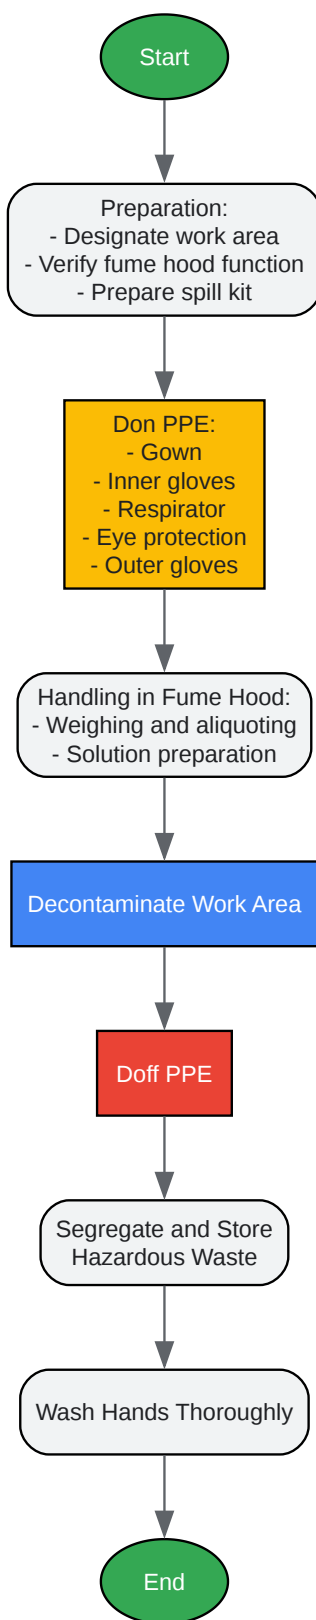 Start
Preparation:
- Designate work area
- Verify fume hood function
- Prepare spill kit
Don PPE:
- Gown
- Inner gloves
- Respirator
- Eye protection
- Outer gloves
Handling in Fume Hood:
- Weighing and aliquoting
- Solution preparation
Decontaminate Work Area
Doff PPE
Segregate and Store
Hazardous Waste
Wash Hands Thoroughly
End